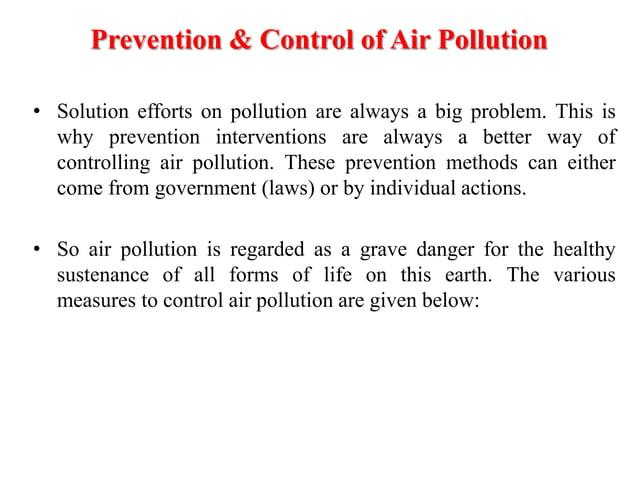 Prevention & Control of Air Pollution
• Solution efforts on pollution are always a big problem. This is
why prevention interventions are always a better way of
controlling air pollution. These prevention methods can either
come from government (laws) or by individual actions.
• So air pollution is regarded as a grave danger for the healthy
sustenance of all forms of life on this earth. The various
measures to control air pollution are given below: